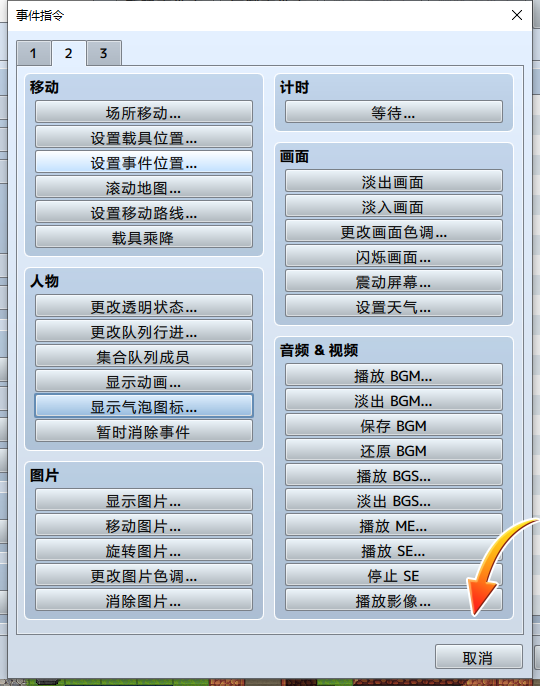 事件指令
1
2
3
移动
场所移动...
设置载具位置...
设置事件位置...
滚动地图...
设置移动路线...
载具乘降
人物
更改透明状态...
更改队列行进...
集合队列成员
显示动画...
显示气泡图标...
暂时消除事件
图片
显示图片...
移动图片...
旋转图片...
更改图片色调...
消除图片...
计时
等待...
画面
淡出画面
淡入画面
更改画面色调...
闪烁画面...
震动屏幕...
设置天气...
音频 & 视频
播放 BGM...
淡出 BGM...
保存 BGM
还原 BGM
播放 BGS...
淡出 BGS...
播放 ME...
播放 SE...
停止 SE
播放影像...
取消